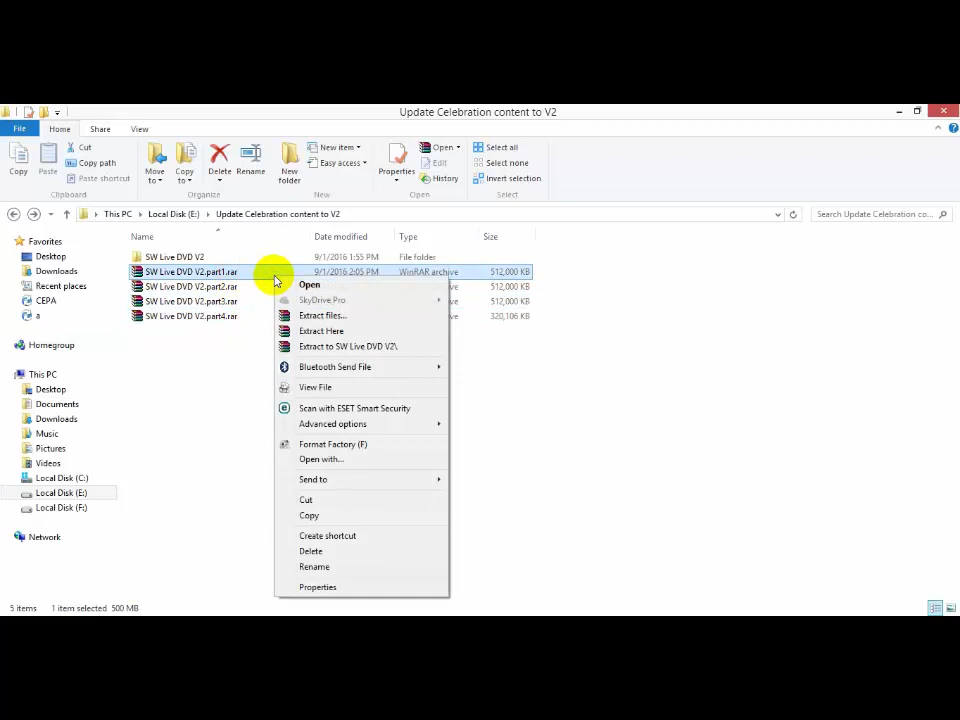 Update Celebration content to V2
File Home Share View
Copy
Paste
Cut
Copy path
Paste shortcut
Move to
Copy to
Delete
Rename
New folder
New item
Easy access
Properties
Open
Edit
History
Select all
Select none
Invert selection
Clipboard Organize New Open Select
This PC Local Disk (E:) Update Celebration content to V2
Search Update Celebration co...
Name Date modified Type Size
SW Live DVD V2 9/1/2016 1:55 PM File folder
SW Live DVD V2.part1.rar 9/1/2016 2:05 PM WinRAR archive 512,000 KB
SW Live DVD V2.part2.rar 512,000 KB
SW Live DVD V2.part3.rar 512,000 KB
SW Live DVD V2.part4.rar 320,106 KB
Favorites
Desktop
Downloads
Recent places
CEPA
a
Homegroup
This PC
Desktop
Documents
Downloads
Music
Pictures
Videos
Local Disk (C:)
Local Disk (E:)
Local Disk (F:)
Network
Open
SkyDrive Pro
Extract files...
Extract Here
Extract to SW Live DVD V2\
Bluetooth Send File
View File
Scan with ESET Smart Security
Advanced options
Format Factory (F)
Open with...
Send to
Cut
Copy
Create shortcut
Delete
Rename
Properties
5 items 1 item selected 500 MB